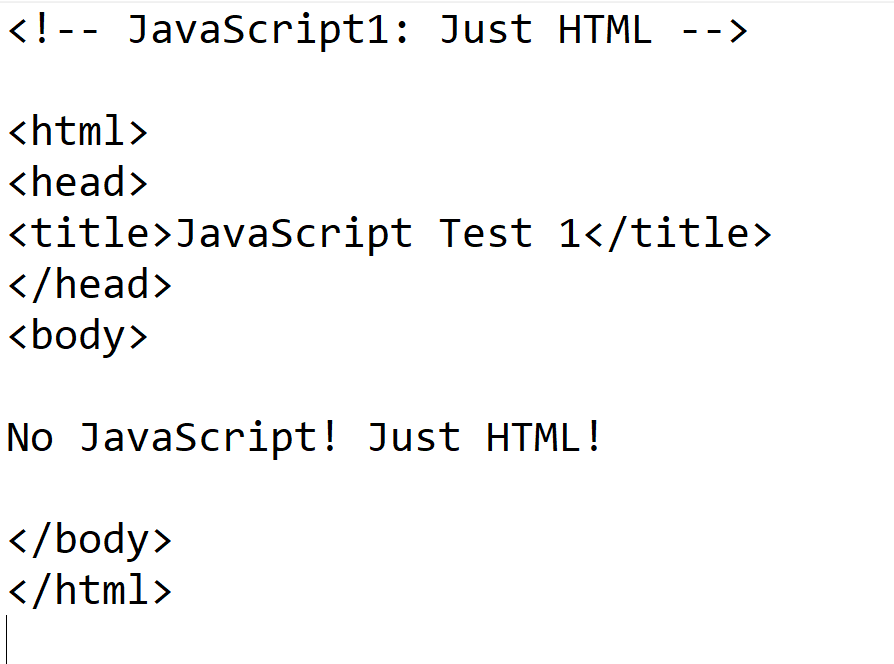 <!-- JavaScript1: Just HTML -->
<html>
<head>
<title>JavaScript Test 1</title>
</head>
<body>
No JavaScript! Just HTML!
</body>
</html>